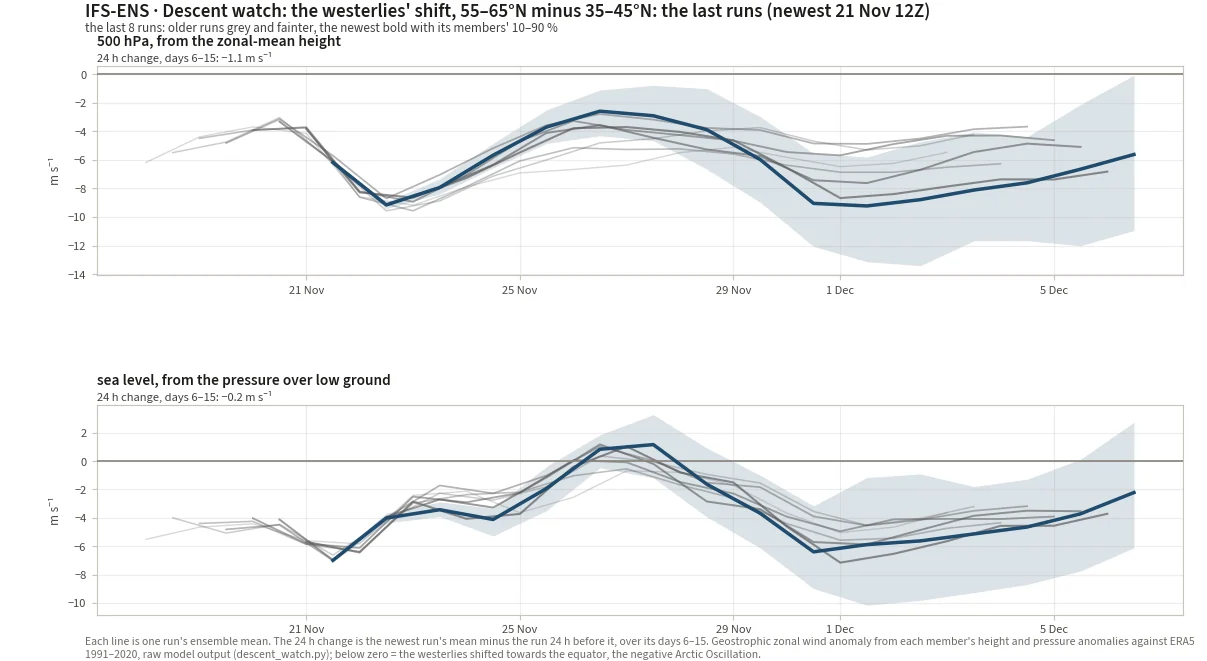 IFS-ENS · Descent watch: the westerlies' shift, 55–65°N minus 35–45°N: the last runs (newest 21 Nov 12Z)
the last 8 runs: older runs grey and fainter, the newest bold with its members' 10–90 %
500 hPa, from the zonal-mean height
24 h change, days 6–15: −1.1 m s⁻¹
0
−2
−4
−6
−8
−10
−12
−14
m s⁻¹
21 Nov
25 Nov
29 Nov
1 Dec
5 Dec
sea level, from the pressure over low ground
24 h change, days 6–15: −0.2 m s⁻¹
2
0
−2
−4
−6
−8
−10
m s⁻¹
21 Nov
25 Nov
29 Nov
1 Dec
5 Dec
Each line is one run's ensemble mean. The 24 h change is the newest run's mean minus the run 24 h before it, over its days 6–15. Geostrophic zonal wind anomaly from each member's height and pressure anomalies against ERA5
1991–2020, raw model output (descent_watch.py); below zero = the westerlies shifted towards the equator, the negative Arctic Oscillation.